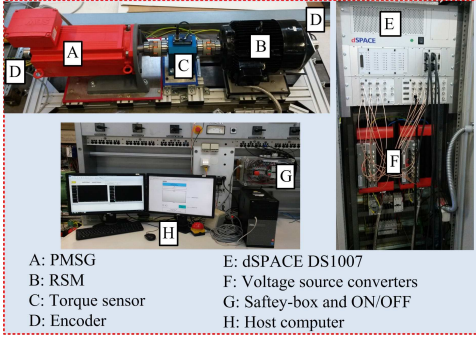 D
E
dSPACE
A
B
D
C
F
G
H
A: PMSG
B: RSM
C: Torque sensor
D: Encoder
E: dSPACE DS1007
F: Voltage source converters
G: Saftey-box and ON/OFF
H: Host computer